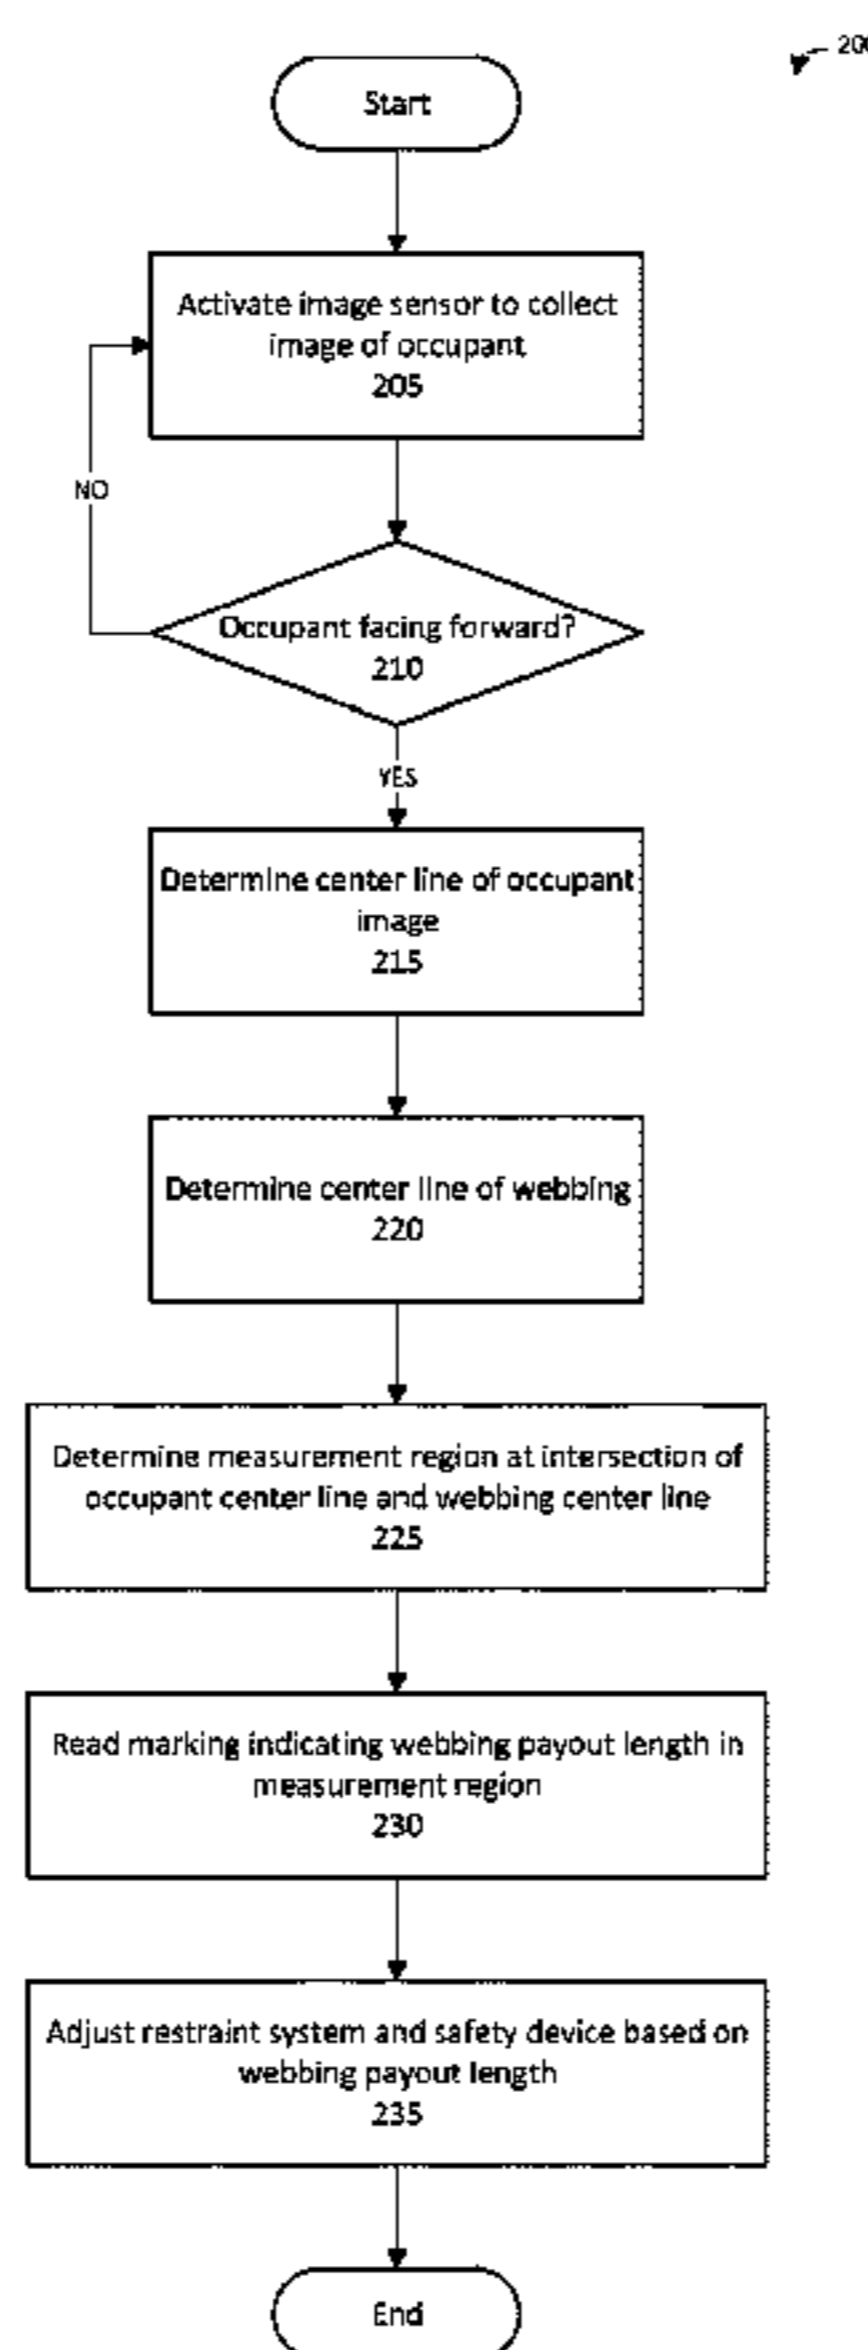 Start
Activate image sensor to collect
image of occupant
205
NO
Occupant facing forward?
210
YES
Determine center line of occupant
image
215
Determine center line of webbing
220
Determine measurement region at intersection of
occupant center line and webbing center line
225
Read marking indicating webbing payout length in
measurement region
230
Adjust restraint system and safety device based on
webbing payout length
235
End